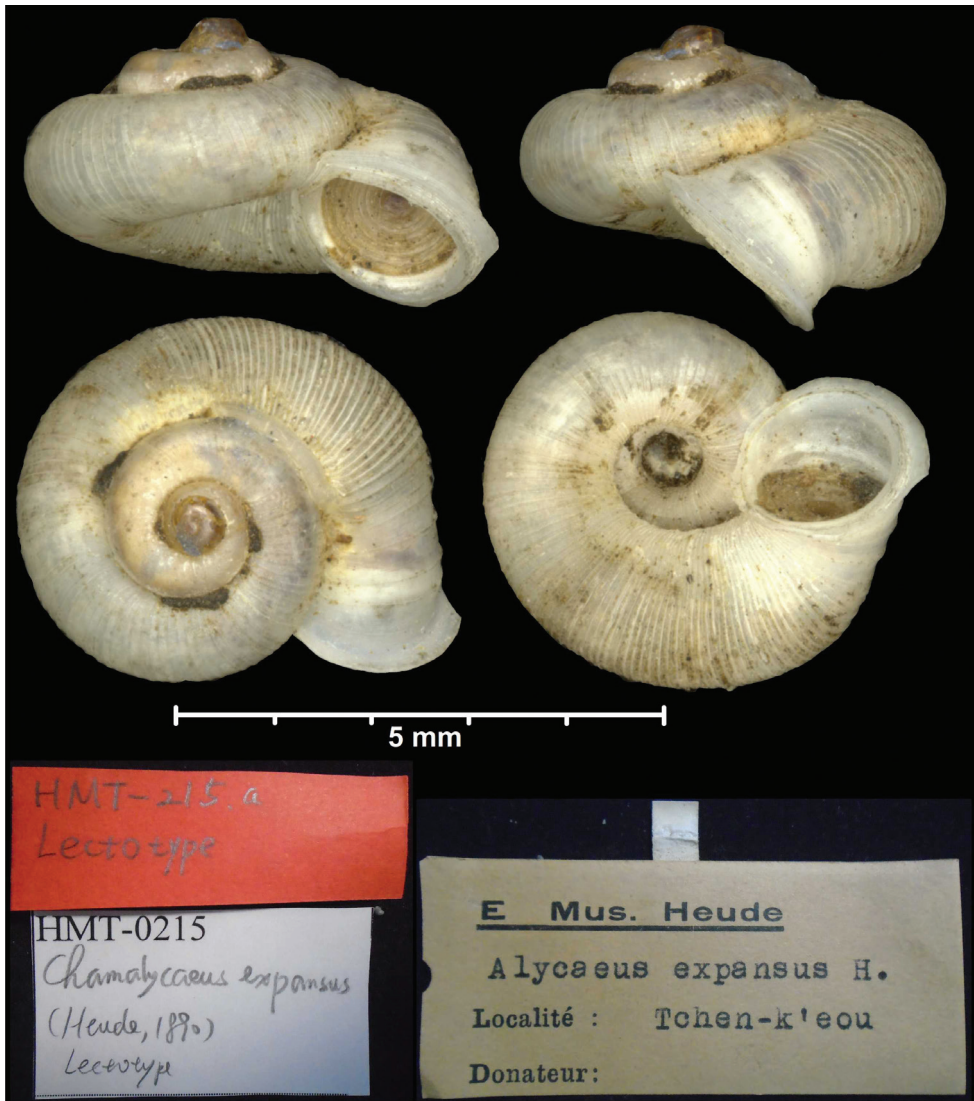 5 mm
HMT-215.a
Lectotype
HMT-0215
Chamalycaeus expansus
(Heude, 1890)
Lectotype
E Mus. Heude
Alycaeus expansus H.
Localité : Tchen-k'eou
Donateur: